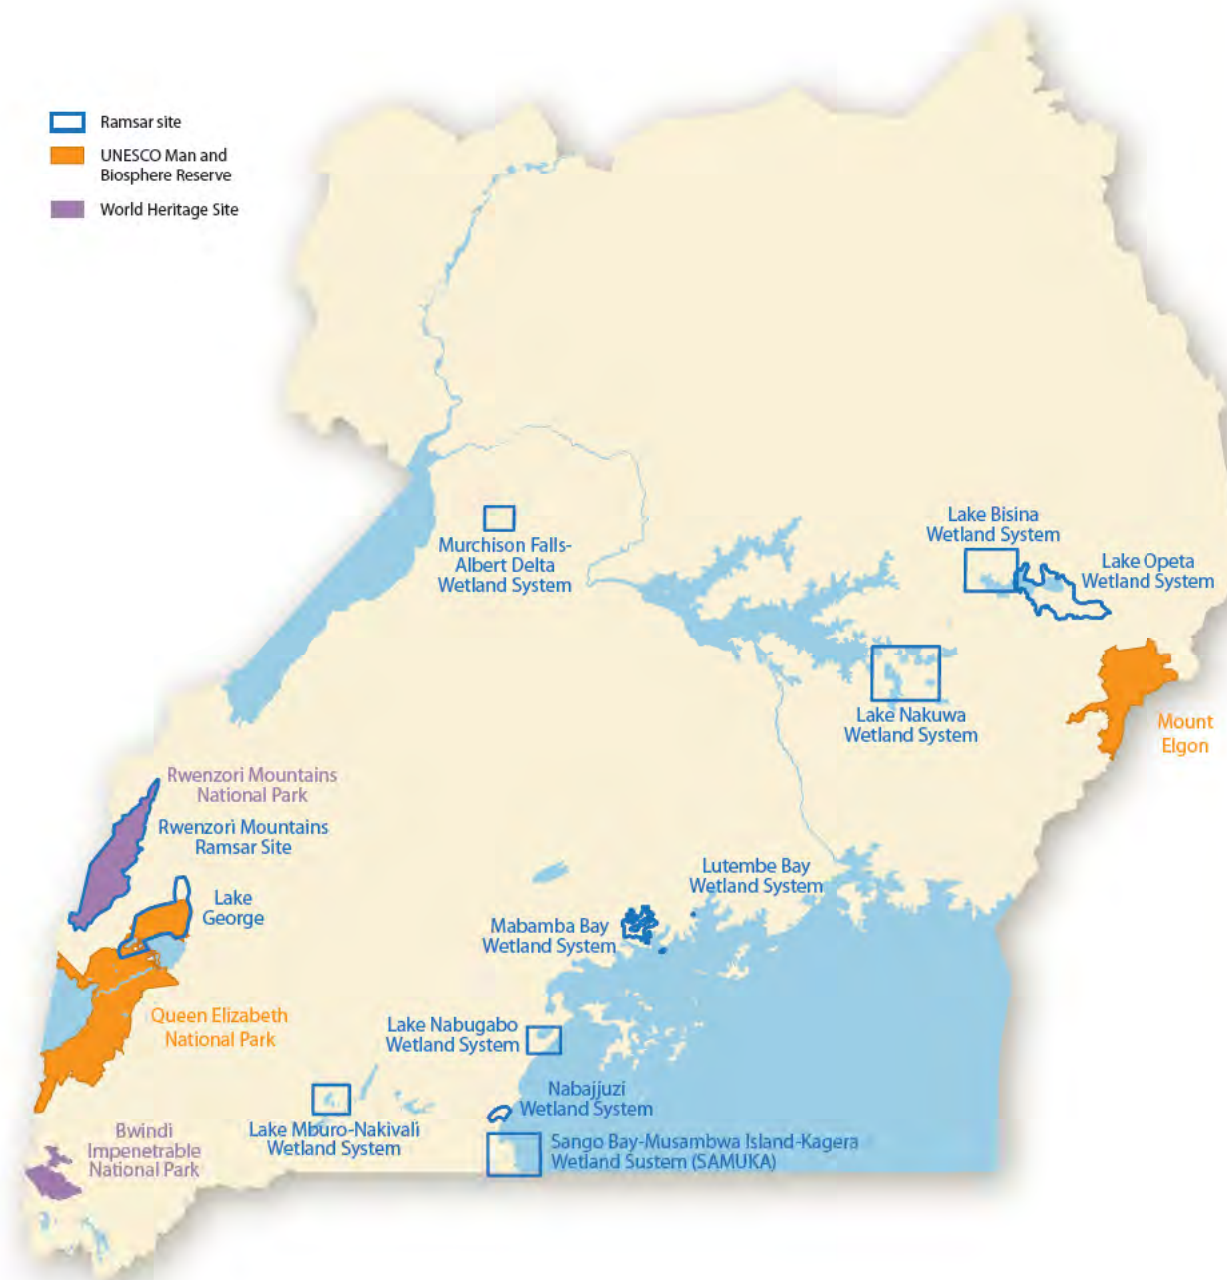 Ramsar site
UNESCO Man and
Biosphere Reserve
World Heritage Site
Lake Bisina
Wetland System
Lake Opeta
Wetland System
Murchison Falls-
Albert Delta
Wetland System
Lake Nakuwa
Wetland System
Mount
Elgon
Rwenzori Mountains
National Park
Rwenzori Mountains
Ramsar Site
Lake
George
Lutembe Bay
Wetland System
Mabamba Bay
Wetland System
Queen Elizabeth
National Park
Lake Nabugabo
Wetland System
Nabajjuzi
Wetland System
Lake Mburo-Nakivali
Wetland System
Bwindi
Impenetrable
National Park
Sango Bay-Musambwa Island-Kagera
Wetland Sustem (SAMUKA)